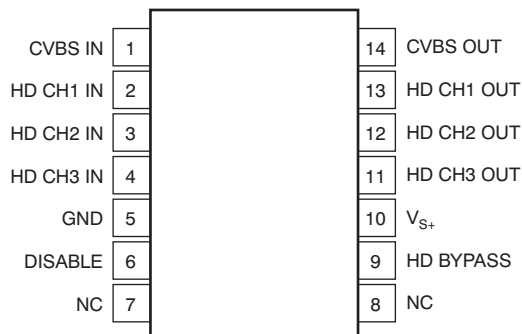 CVBS IN 1 14 CVBS OUT
HD CH1 IN 2 13 HD CH1 OUT
HD CH2 IN 3 12 HD CH2 OUT
HD CH3 IN 4 11 HD CH3 OUT
GND 5 10 VS+
DISABLE 6 9 HD BYPASS
NC 7 8 NC